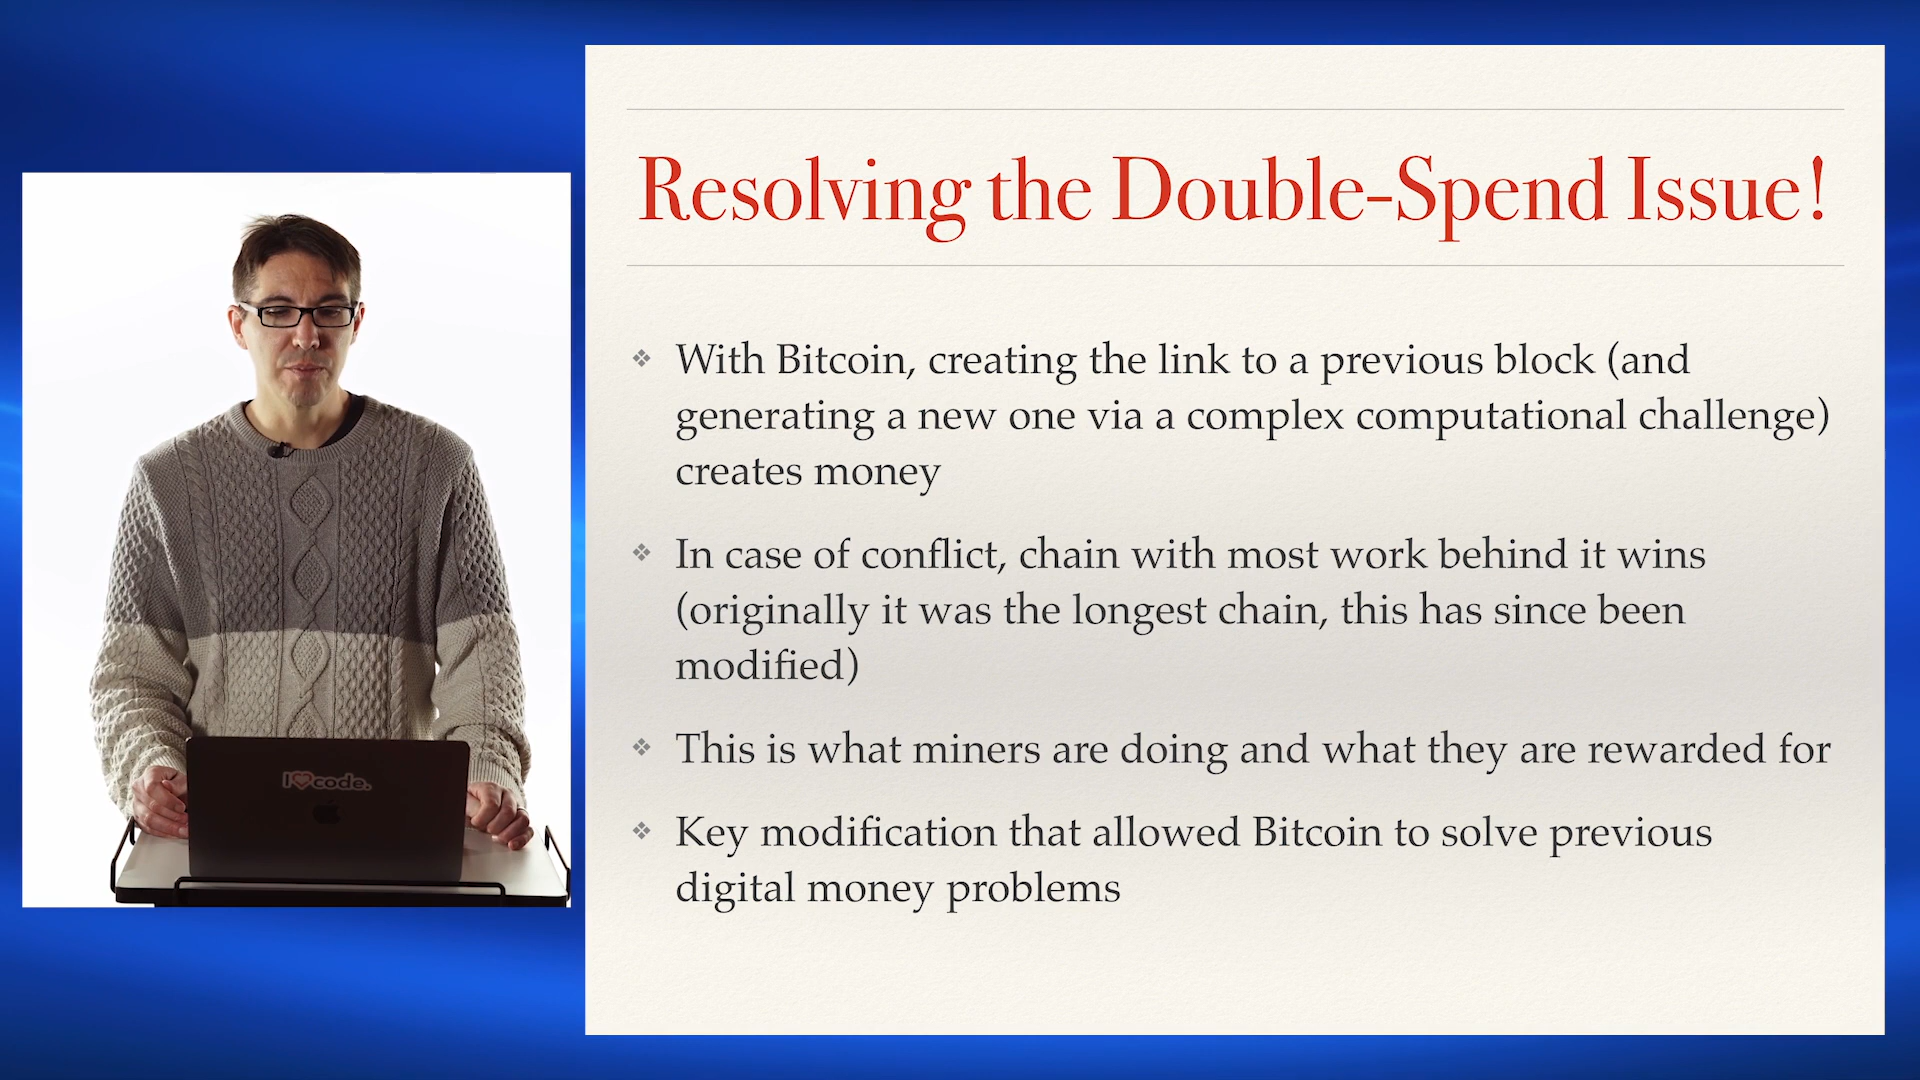 Resolving the Double-Spend Issue!
With Bitcoin, creating the link to a previous block (and
generating a new one via a complex computational challenge)
creates money
In case of conflict, chain with most work behind it wins
(originally it was the longest chain, this has since been
modified)
This is what miners are doing and what they are rewarded for
Key modification that allowed Bitcoin to solve previous
digital money problems
I❤code.